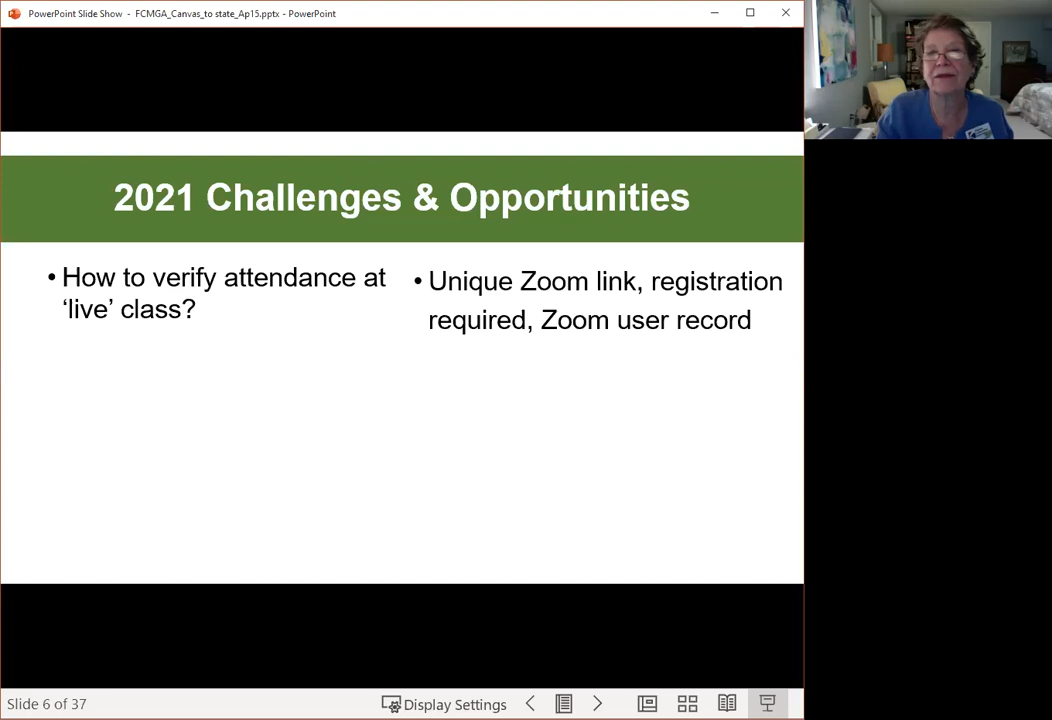 PowerPoint Slide Show - FCMGA_Canvas_to state_Ap15.pptx - PowerPoint
2021 Challenges & Opportunities
• How to verify attendance at
‘live’ class?
• Unique Zoom link, registration
required, Zoom user record
Slide 6 of 37
Display Settings